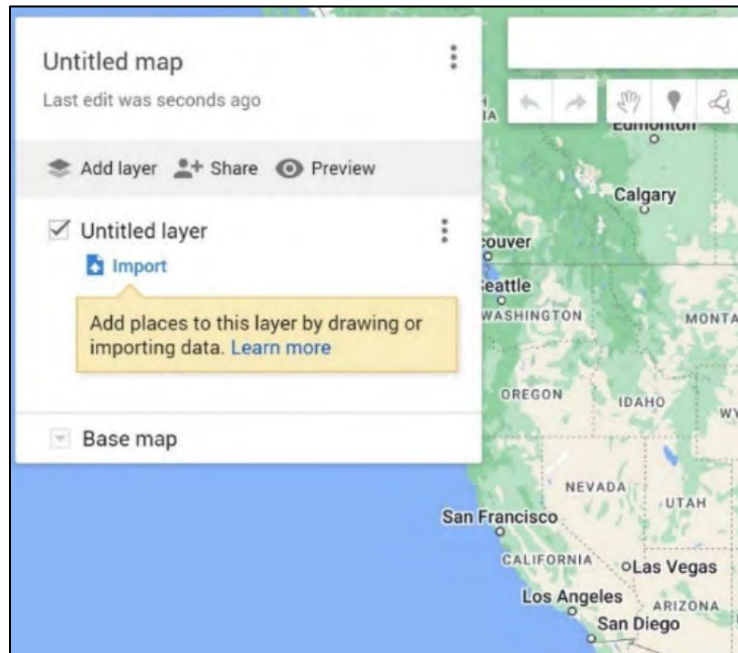 Untitled map
Last edit was seconds ago
Add layer Share Preview
Untitled layer
Import
Add places to this layer by drawing or
importing data. Learn more
Base map
Edmonton
Calgary
couver
eattle
WASHINGTON
MONTA
OREGON
IDAHO
WY
NEVADA
UTAH
San Francisco
CALIFORNIA
Las Vegas
Los Angeles
ARIZONA
San Diego